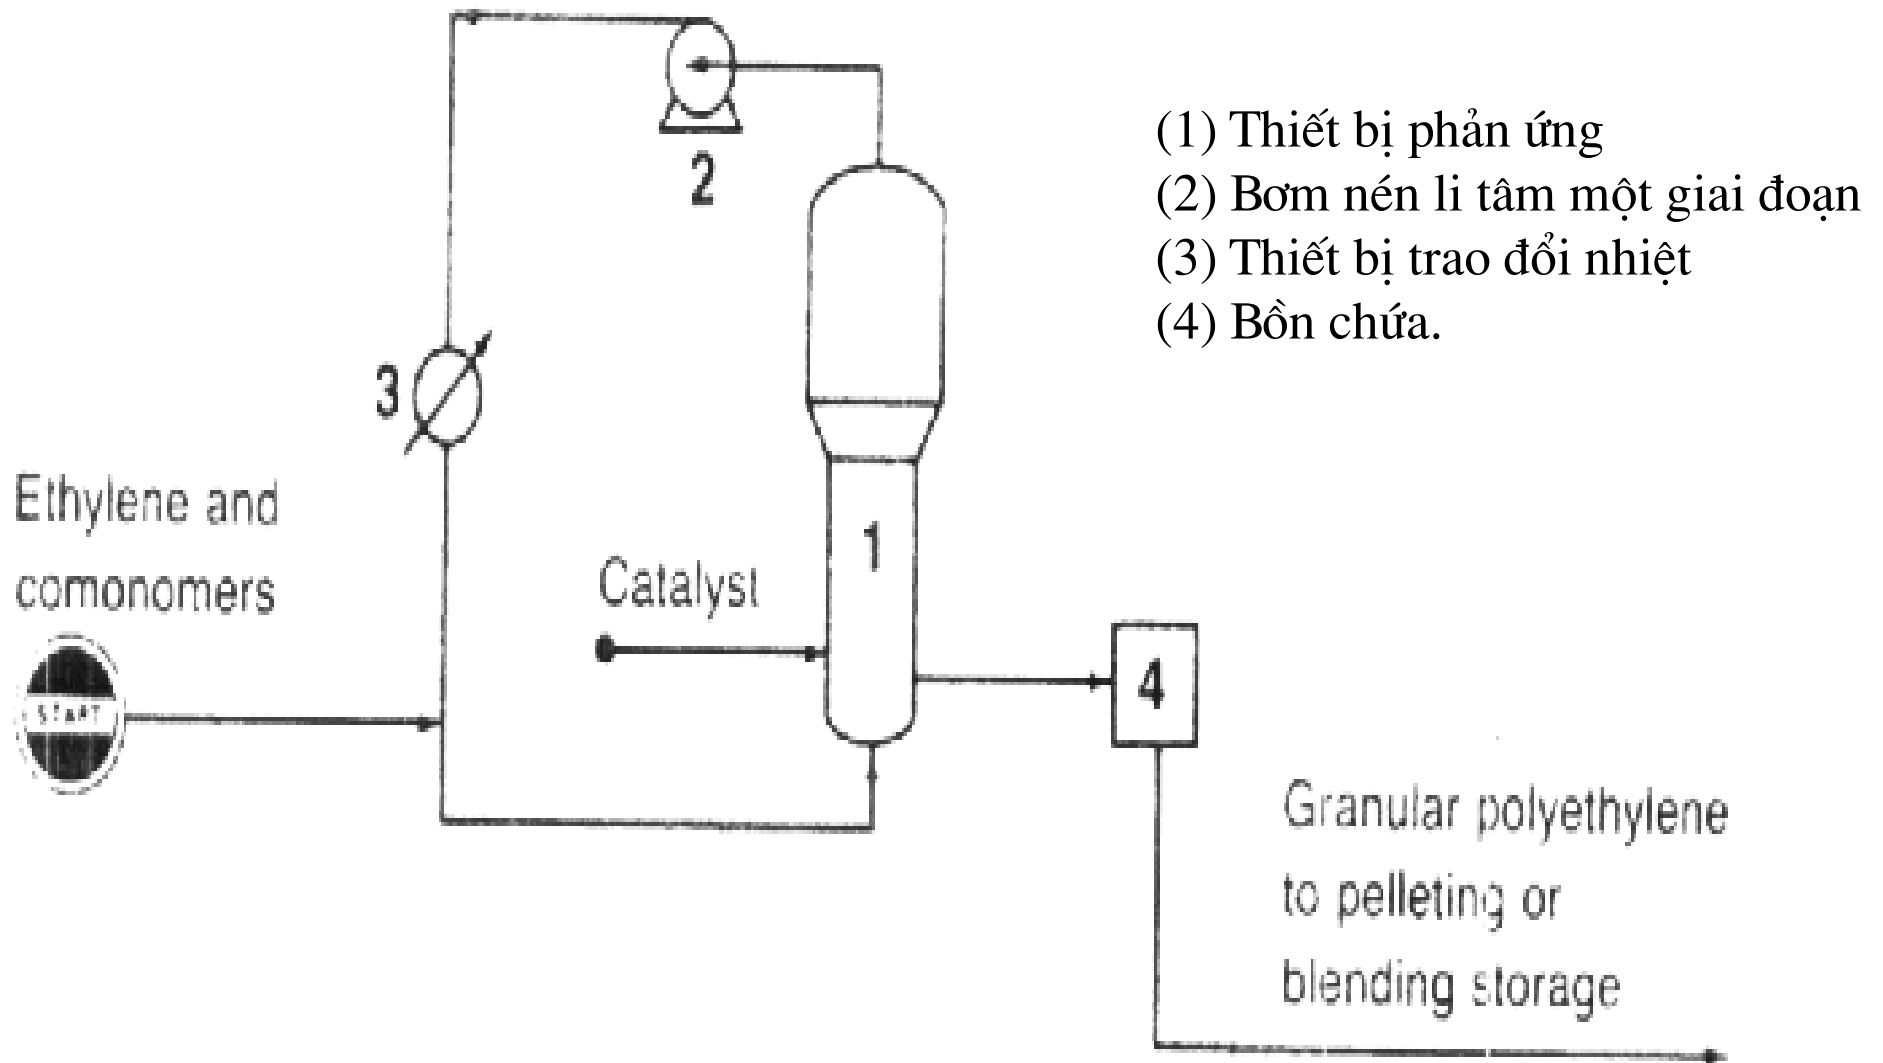 2
(1) Thiết bị phản ứng
(2) Bơm nén li tâm một giai đoạn
(3) Thiết bị trao đổi nhiệt
(4) Bồn chứa.
3
Ethylene and
comonomers
START
Catalyst
1
4
Granular polyethylene
to pelleting or
blending storage